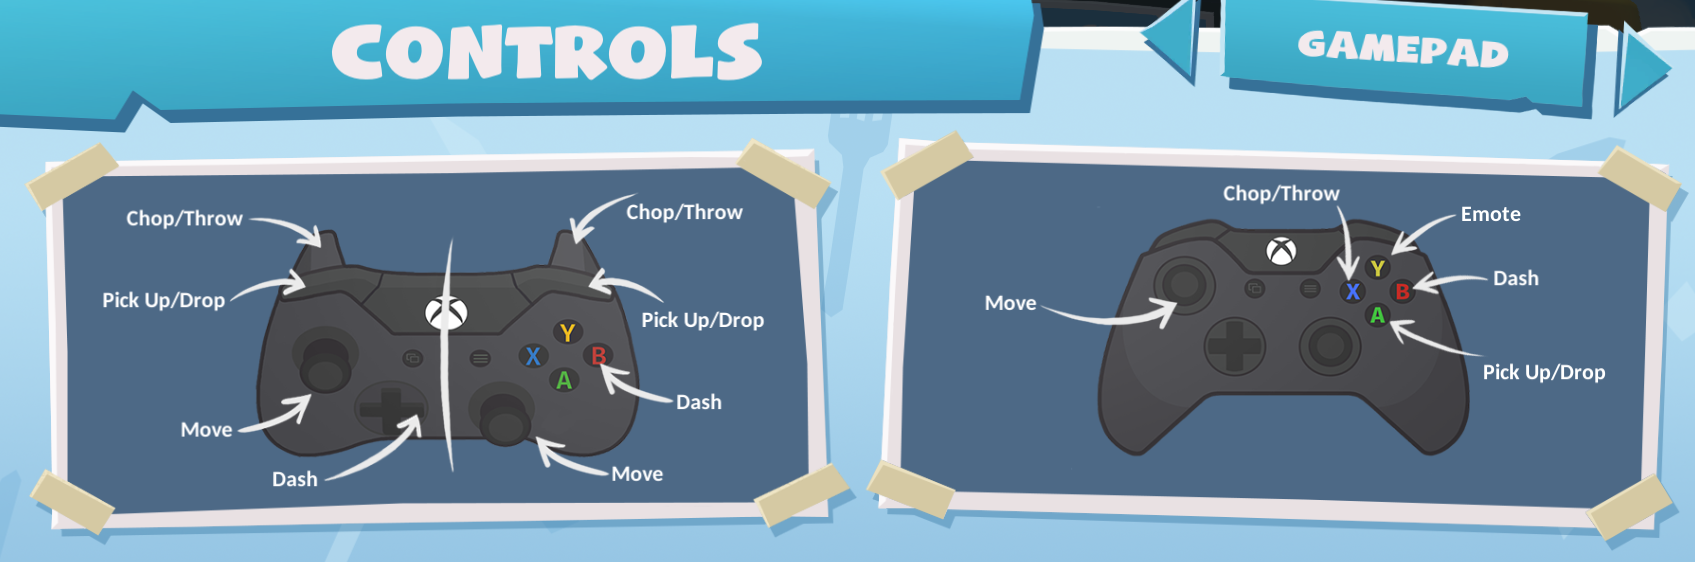 CONTROLS
GAMEPAD
Chop/Throw
Chop/Throw
Pick Up/Drop
Pick Up/Drop
Y
X
B
A
Dash
Move
Dash
Move
Chop/Throw
Emote
Y
Dash
X
B
Move
A
Pick Up/Drop